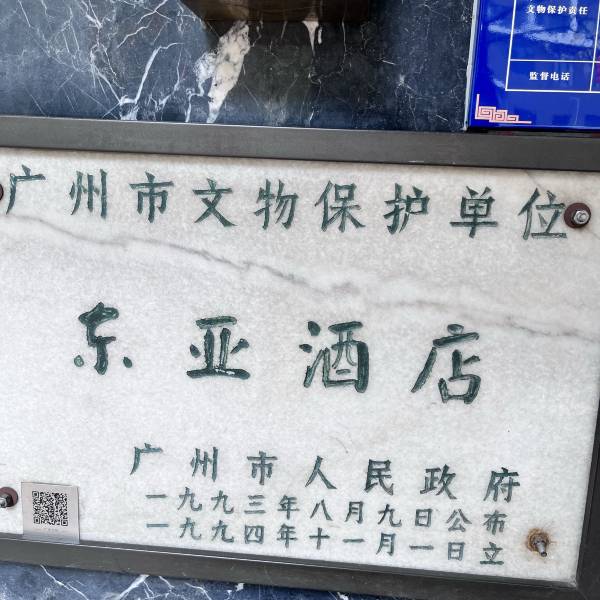 文物保护责任
监督电话
广州市文物保护单位
东亚酒店
广州市人民政府
一九九三年八月九日公布
一九九四年十一月一日立